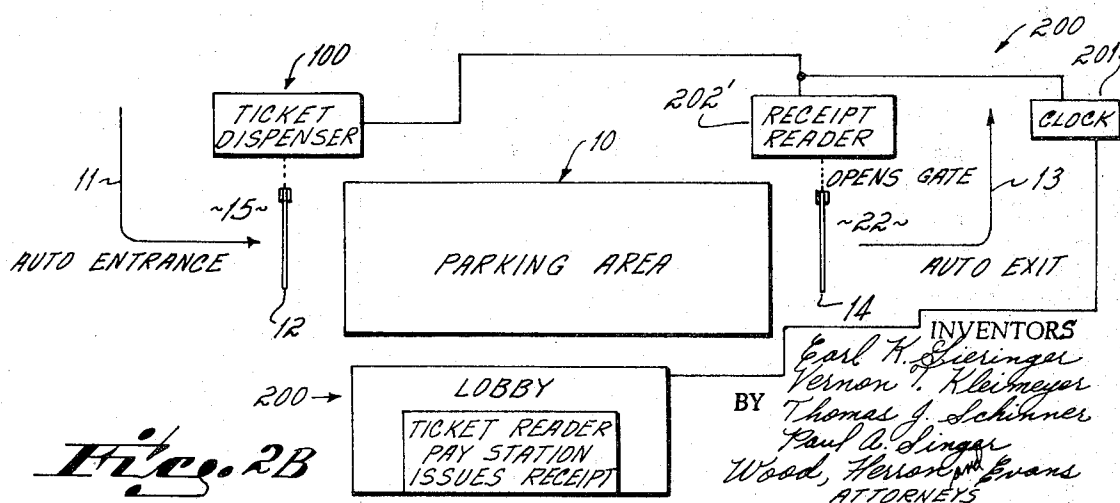 200
100
201
TICKET
DISPENSER
202'
RECEIPT
READER
CLOCK
10
11
~15~
OPENS GATE
13
~22~
AUTO ENTRANCE
PARKING AREA
AUTO EXIT
12
14
INVENTORS
Earl K. Sieringer
Vernon T. Kleimeyer
BY Thomas J. Schinner
Paul A. Singer
Wood, Herron and Evans
ATTORNEYS
200
LOBBY
TICKET READER
PAY STATION
ISSUES RECEIPT
Fig. 2B